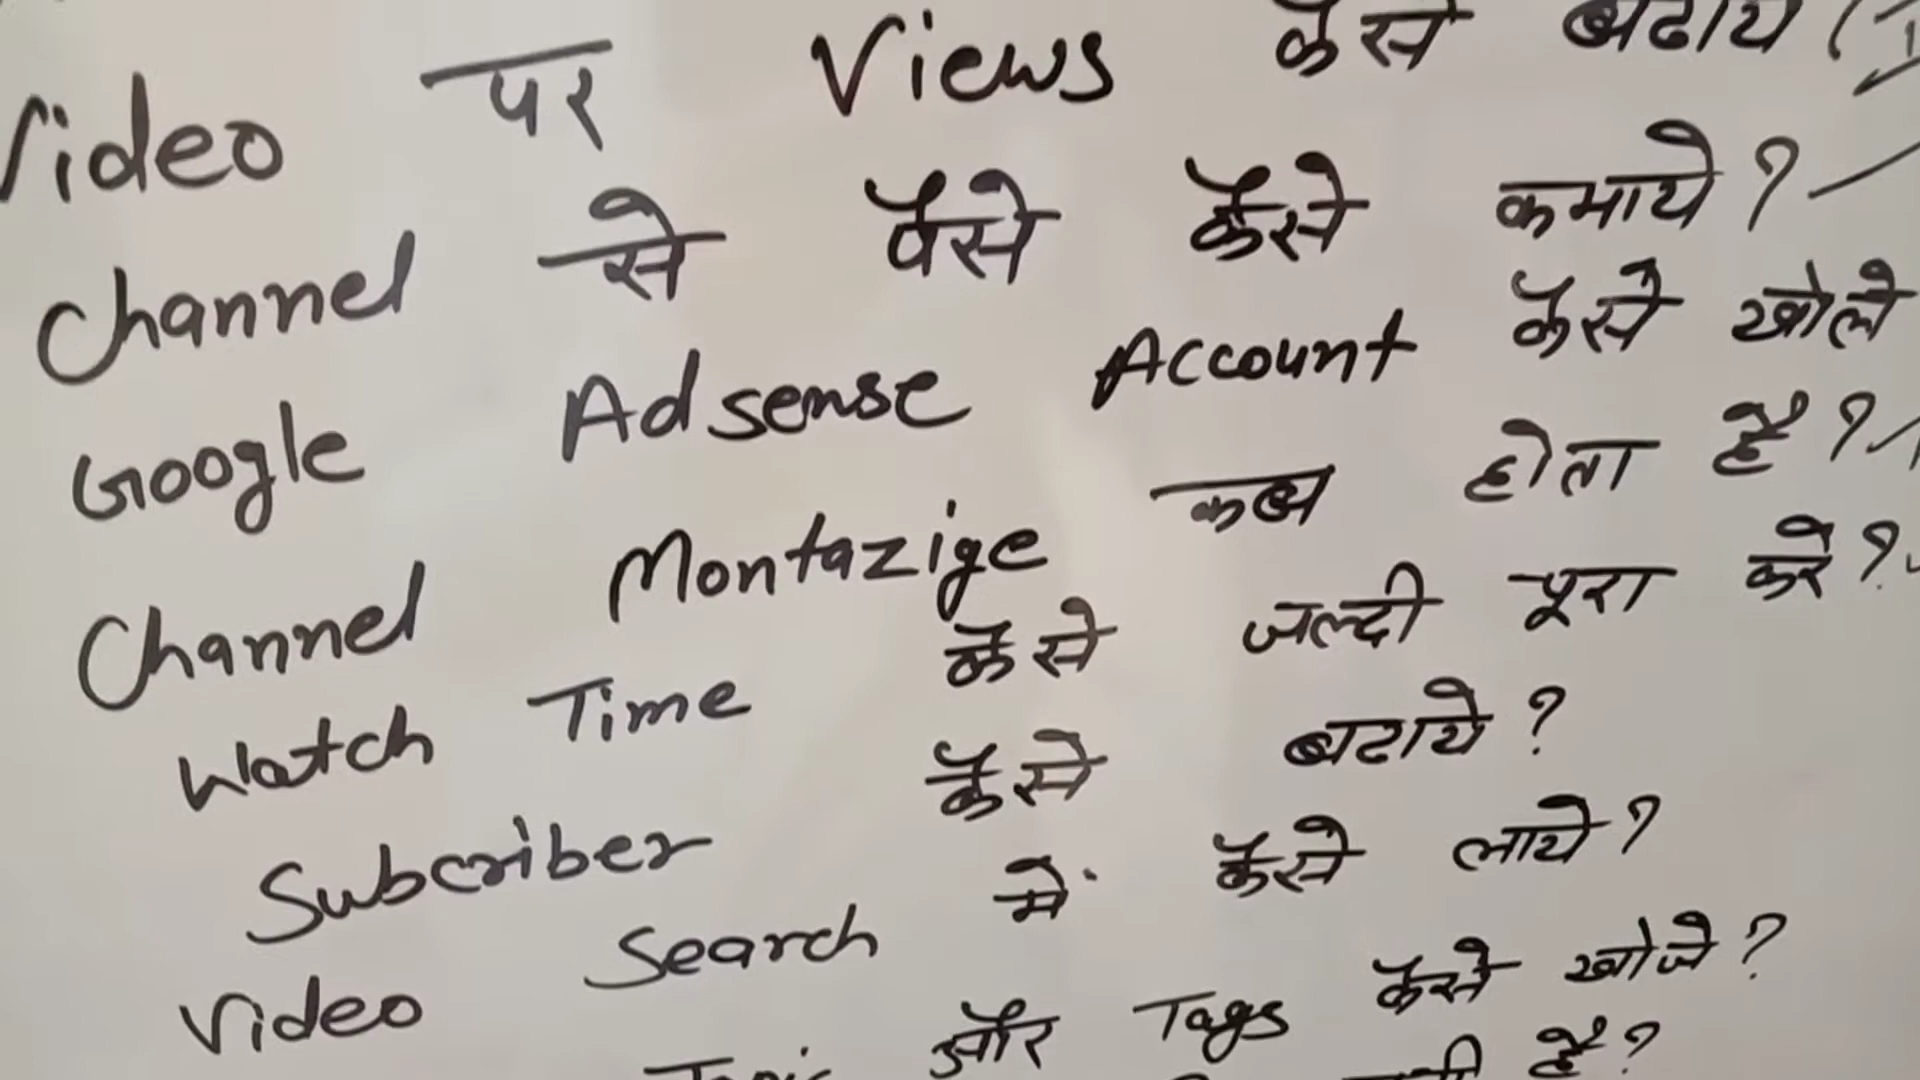 Video पर Views कैसे बढाये
Channel से पैसे कैसे कमाये?
Google Adsense Account कैसे खोले
Channel Montazige कब होता है?
Watch Time कैसे जल्दी पूरा करे?
Subcriber कैसे बढाये?
Video Search मे कैसे लाये?
Topic और Tags कैसे खोजे?
है?